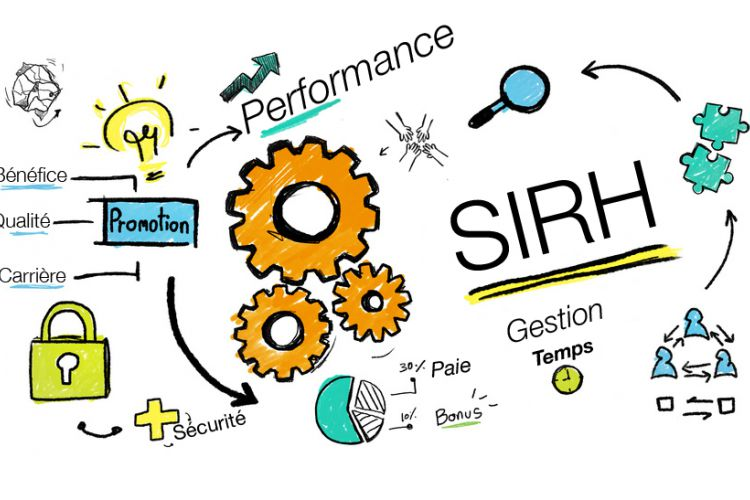 Performance
Bénéfice
Promotion
Qualité
Carrière
SIRH
Gestion
Temps
30% Paie
10% Bonus
Sécurité